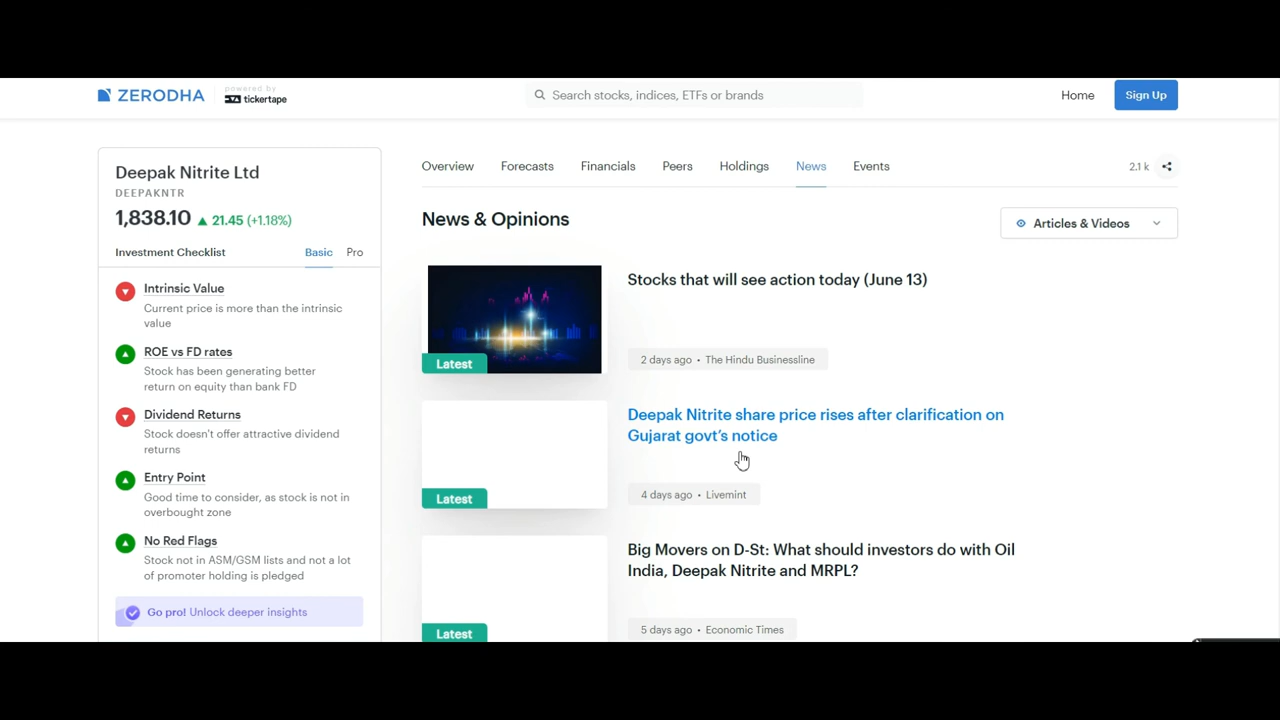 ZERODHA
powered by
tickertape
Search stocks, indices, ETFs or brands
Home
Sign Up
Deepak Nitrite Ltd
DEEPAKNTR
1,838.10 ▲ 21.45 (+1.18%)
Investment Checklist
Basic
Pro
Intrinsic Value
Current price is more than the intrinsic
value
ROE vs FD rates
Stock has been generating better
return on equity than bank FD
Dividend Returns
Stock doesn't offer attractive dividend
returns
Entry Point
Good time to consider, as stock is not in
overbought zone
No Red Flags
Stock not in ASM/GSM lists and not a lot
of promoter holding is pledged
Go pro! Unlock deeper insights
Overview
Forecasts
Financials
Peers
Holdings
News
Events
2.1 k
News & Opinions
Articles & Videos
Latest
Stocks that will see action today (June 13)
2 days ago • The Hindu Businessline
Latest
Deepak Nitrite share price rises after clarification on
Gujarat govt's notice
4 days ago • Livemint
Latest
Big Movers on D-St: What should investors do with Oil
India, Deepak Nitrite and MRPL?
5 days ago • Economic Times